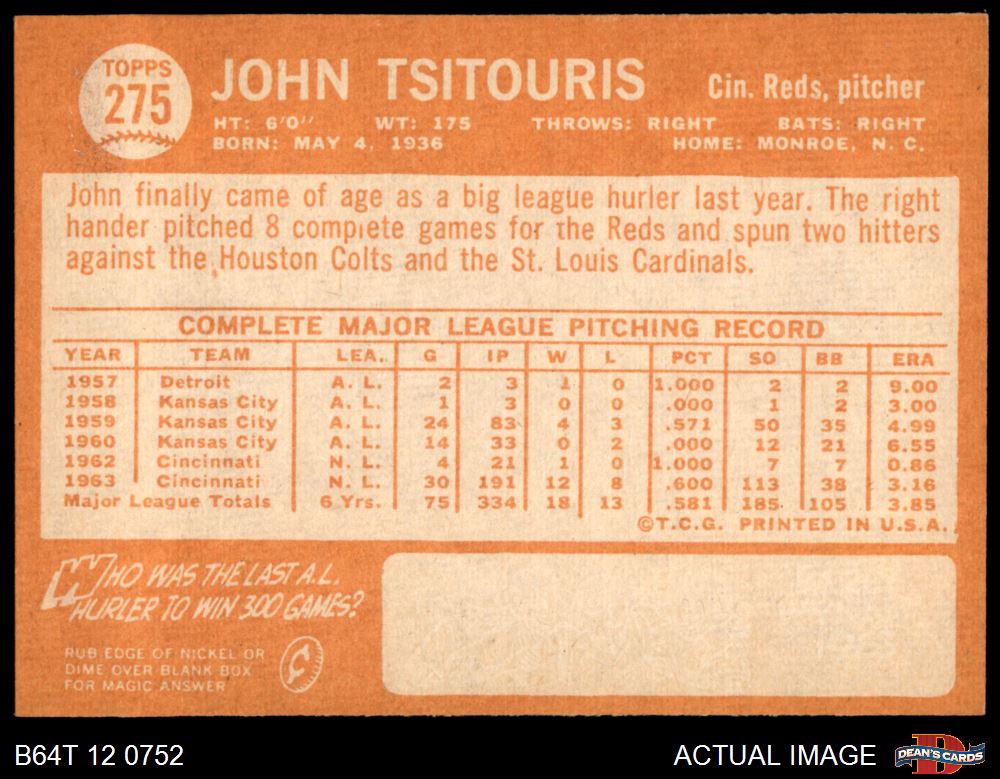 TOPPS
275
JOHN TSITOURIS
Cin. Reds, pitcher
HT: 6'0" WT: 175 THROWS: RIGHT BATS: RIGHT
BORN: MAY 4, 1936 HOME: MONROE, N. C.
John finally came of age as a big league hurler last year. The right
hander pitched 8 complete games for the Reds and spun two hitters
against the Houston Colts and the St. Louis Cardinals.
COMPLETE MAJOR LEAGUE PITCHING RECORD
YEAR TEAM LEA. G IP W L PCT SO BB ERA
1957 Detroit A. L. 2 3 1 0 1.000 2 2 9.00
1958 Kansas City A. L. 1 3 0 0 .000 1 2 3.00
1959 Kansas City A. L. 24 83 4 3 .571 50 35 4.99
1960 Kansas City A. L. 14 33 0 2 .000 12 21 6.55
1962 Cincinnati N. L. 4 21 1 0 1.000 7 7 0.86
1963 Cincinnati N. L. 30 191 12 8 .600 113 38 3.16
Major League Totals 6 Yrs. 75 334 18 13 .581 185 105 3.85
©T.C.G. PRINTED IN U.S.A.
WHO WAS THE LAST A.L.
HURLER TO WIN 300 GAMES?
RUB EDGE OF NICKEL OR
DIME OVER BLANK BOX
FOR MAGIC ANSWER
¢
B64T 12 0752
ACTUAL IMAGE
D
DEAN'S CARDS